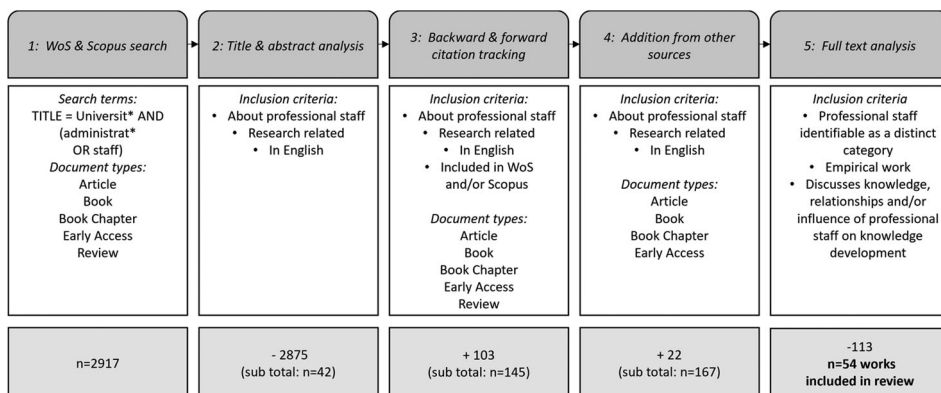 1: WoS & Scopus search
2: Title & abstract analysis
3: Backward & forward
citation tracking
4: Addition from other
sources
5: Full text analysis
Search terms:
TITLE = Universit* AND
(administrat*
OR staff)
Document types:
Article
Book
Book Chapter
Early Access
Review
Inclusion criteria:
• About professional staff
• Research related
• In English
Inclusion criteria:
• About professional staff
• Research related
• In English
• Included in WoS
and/or Scopus
Document types:
Article
Book
Book Chapter
Early Access
Review
Inclusion criteria:
• About professional staff
• Research related
• In English
Document types:
Article
Book
Book Chapter
Early Access
Inclusion criteria
• Professional staff
identifiable as a distinct
category
• Empirical work
• Discusses knowledge,
relationships and/or
influence of professional
staff on knowledge
development
n=2917
- 2875
(sub total: n=42)
+ 103
(sub total: n=145)
+ 22
(sub total: n=167)
-113
n=54 works
included in review